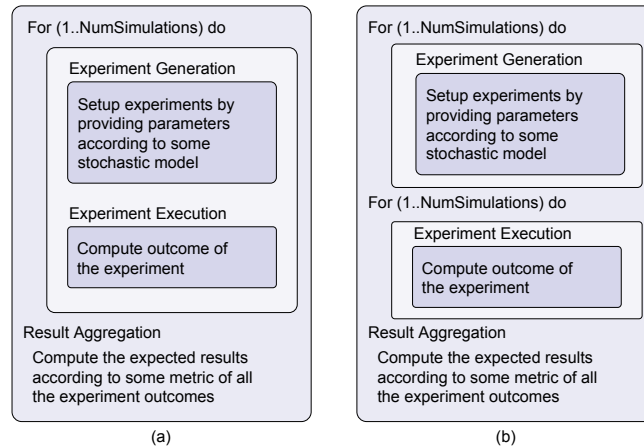 For (1..NumSimulations) do
Experiment Generation
Setup experiments by
providing parameters
according to some
stochastic model
Experiment Execution
Compute outcome of
the experiment
Result Aggregation
Compute the expected results
according to some metric of all
the experiment outcomes
(a)
For (1..NumSimulations) do
Experiment Generation
Setup experiments by
providing parameters
according to some
stochastic model
For (1..NumSimulations) do
Experiment Execution
Compute outcome of
the experiment
Result Aggregation
Compute the expected results
according to some metric of all
the experiment outcomes
(b)